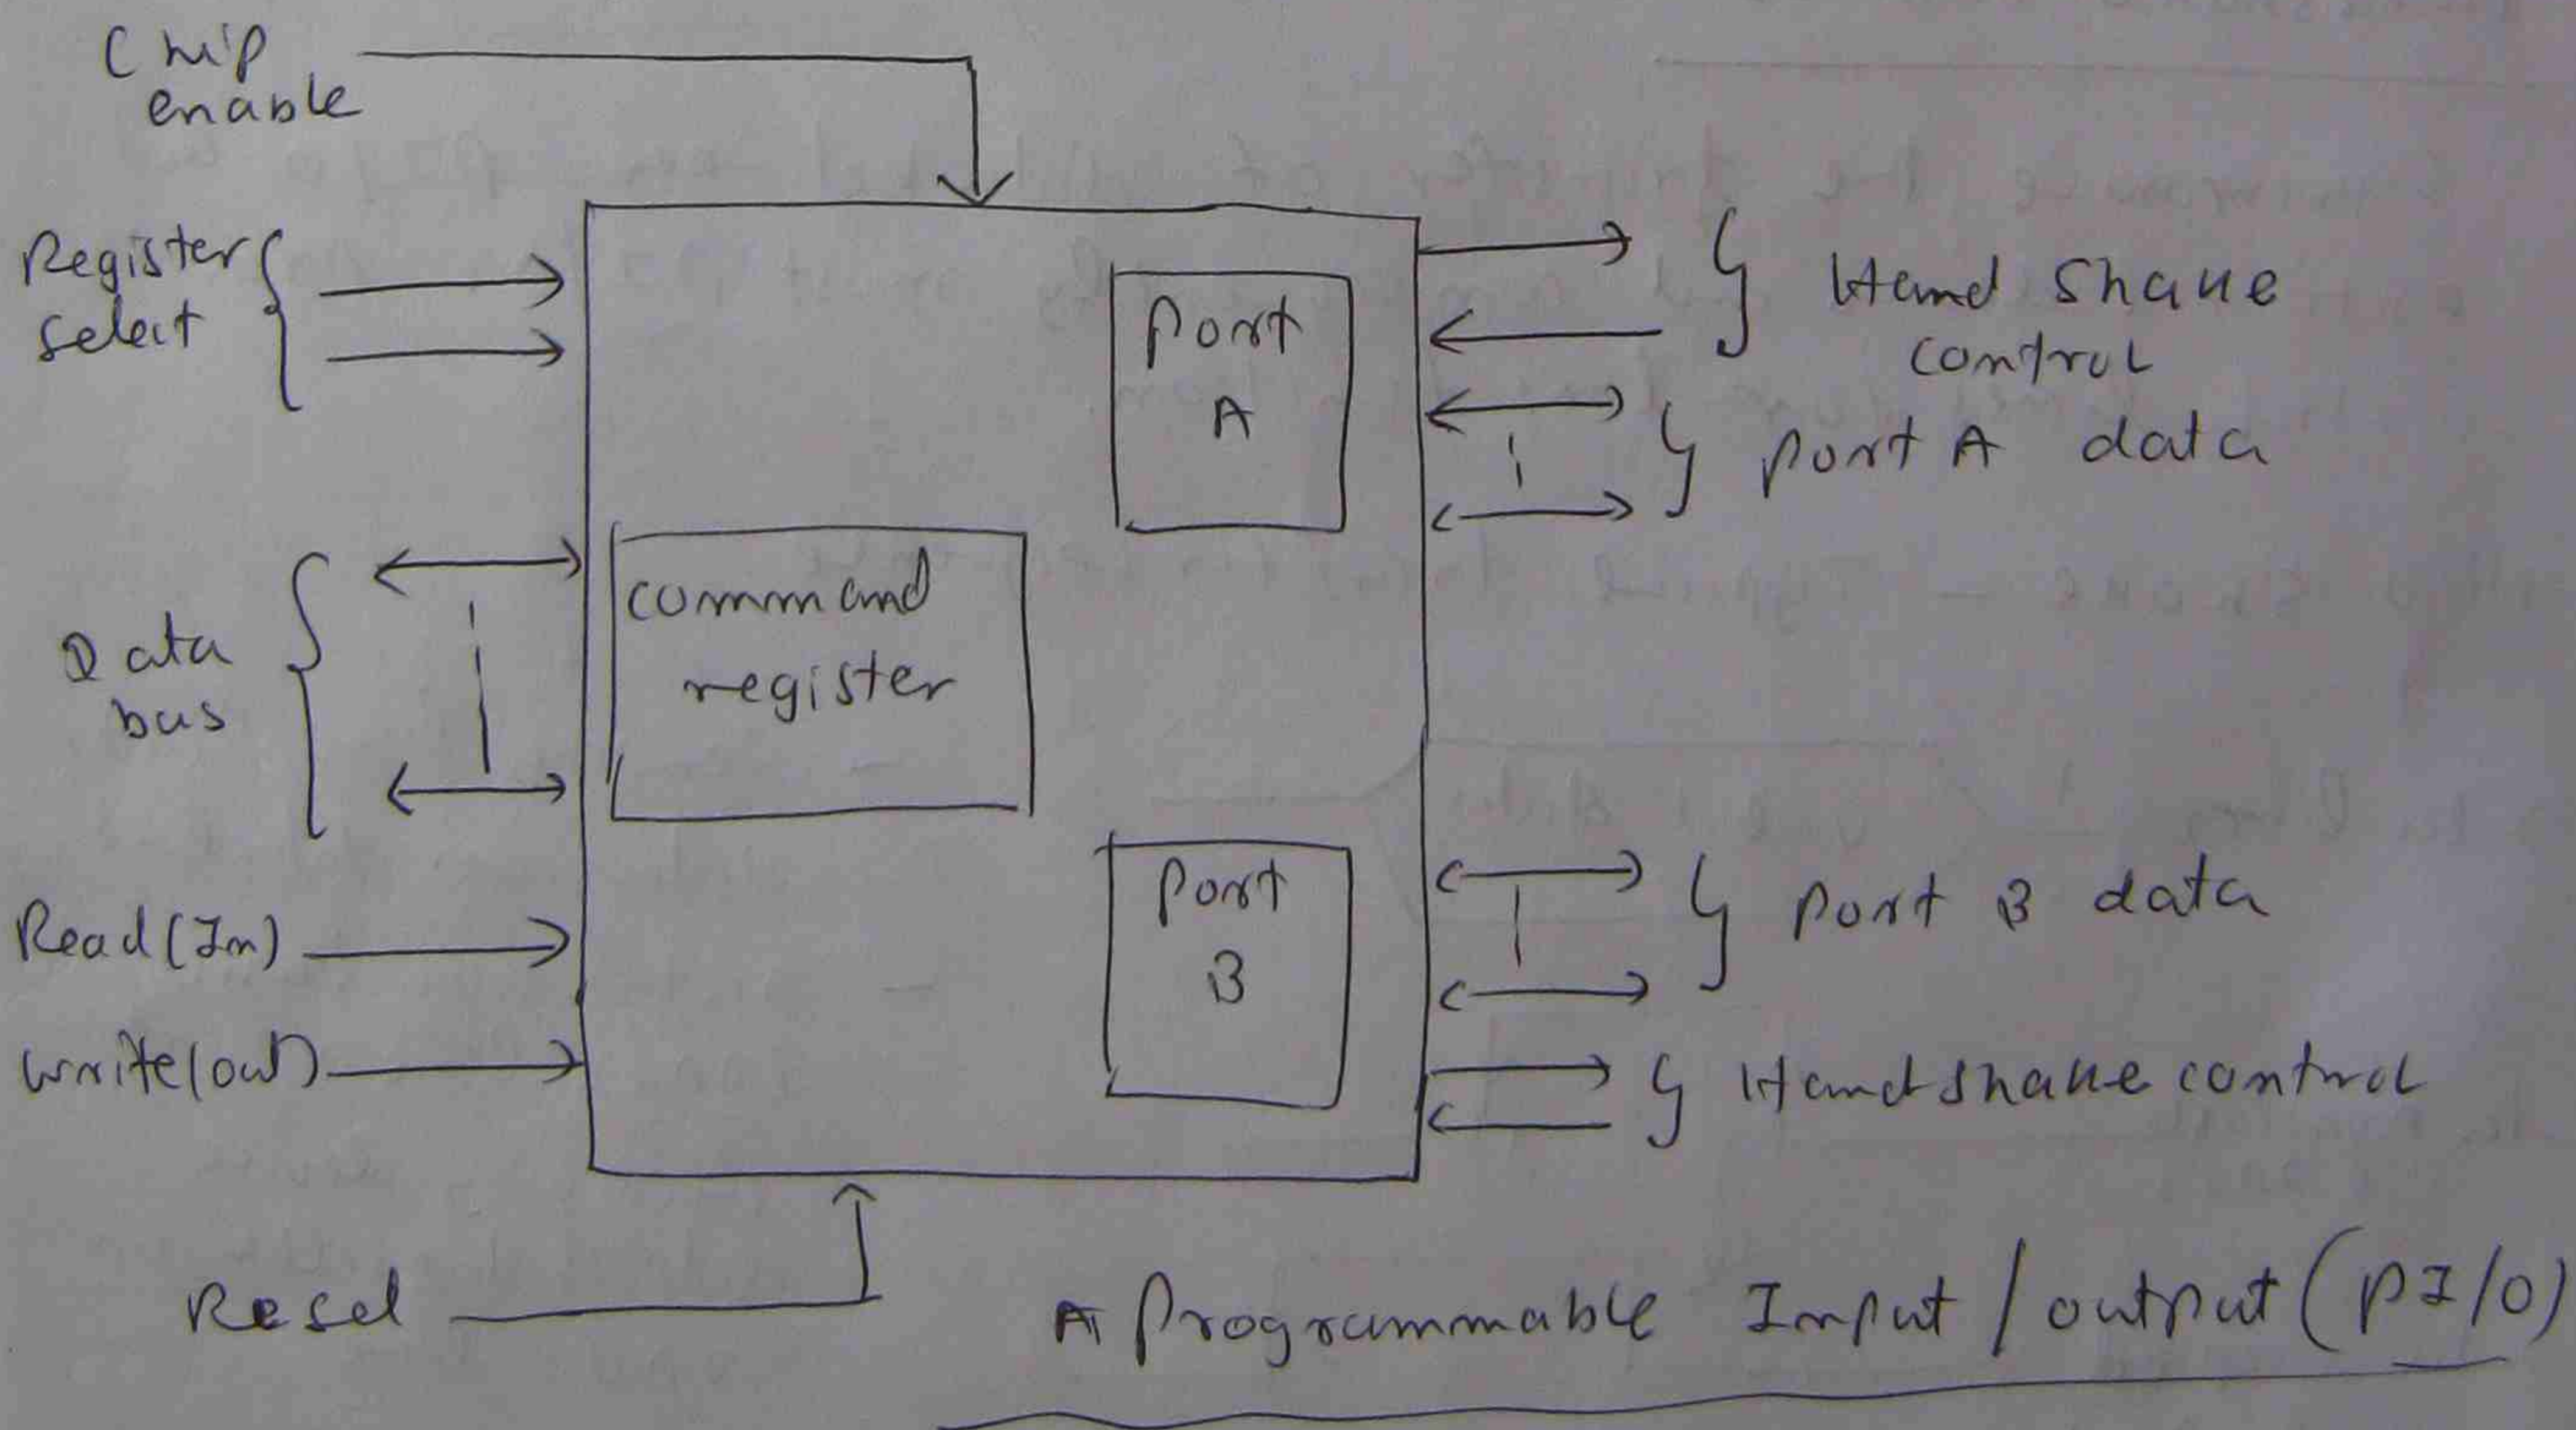 Chip
enable
Register
select
Data
bus
Read(In)
write(out)
Reset
Port
A
command
register
Port
B
Hand shake
control
port A data
port B data
Handshake control
A Programmable Input/output (PI/O)